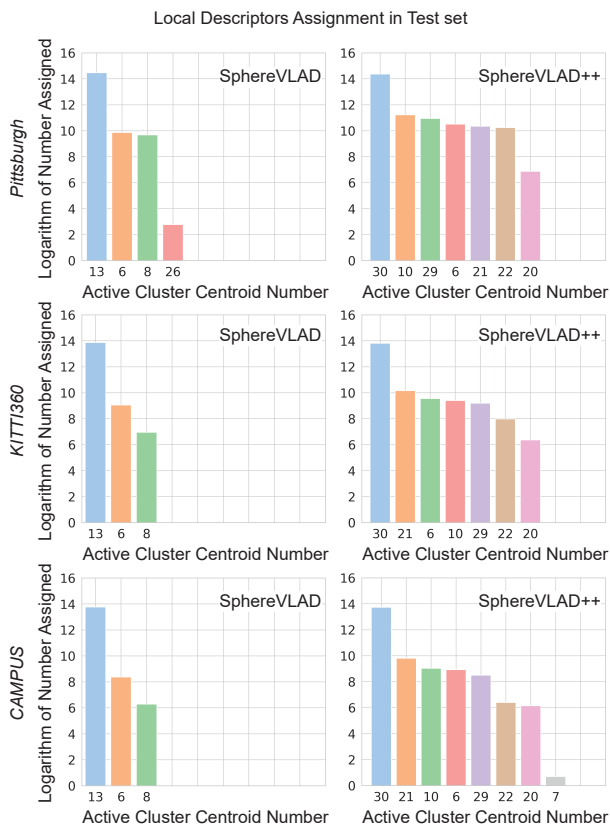 Local Descriptors Assignment in Test set
Pittsburgh
Logarithm of Number Assigned
16
14
12
10
8
6
4
2
0
SphereVLAD
13 6 8 26
Active Cluster Centroid Number
16
14
12
10
8
6
4
2
0
SphereVLAD++
30 10 29 6 21 22 20
Active Cluster Centroid Number
KITTI360
Logarithm of Number Assigned
16
14
12
10
8
6
4
2
0
SphereVLAD
13 6 8
Active Cluster Centroid Number
16
14
12
10
8
6
4
2
0
SphereVLAD++
30 21 6 10 29 22 20
Active Cluster Centroid Number
CAMPUS
Logarithm of Number Assigned
16
14
12
10
8
6
4
2
0
SphereVLAD
13 6 8
Active Cluster Centroid Number
16
14
12
10
8
6
4
2
0
SphereVLAD++
30 21 10 6 29 22 20 7
Active Cluster Centroid Number